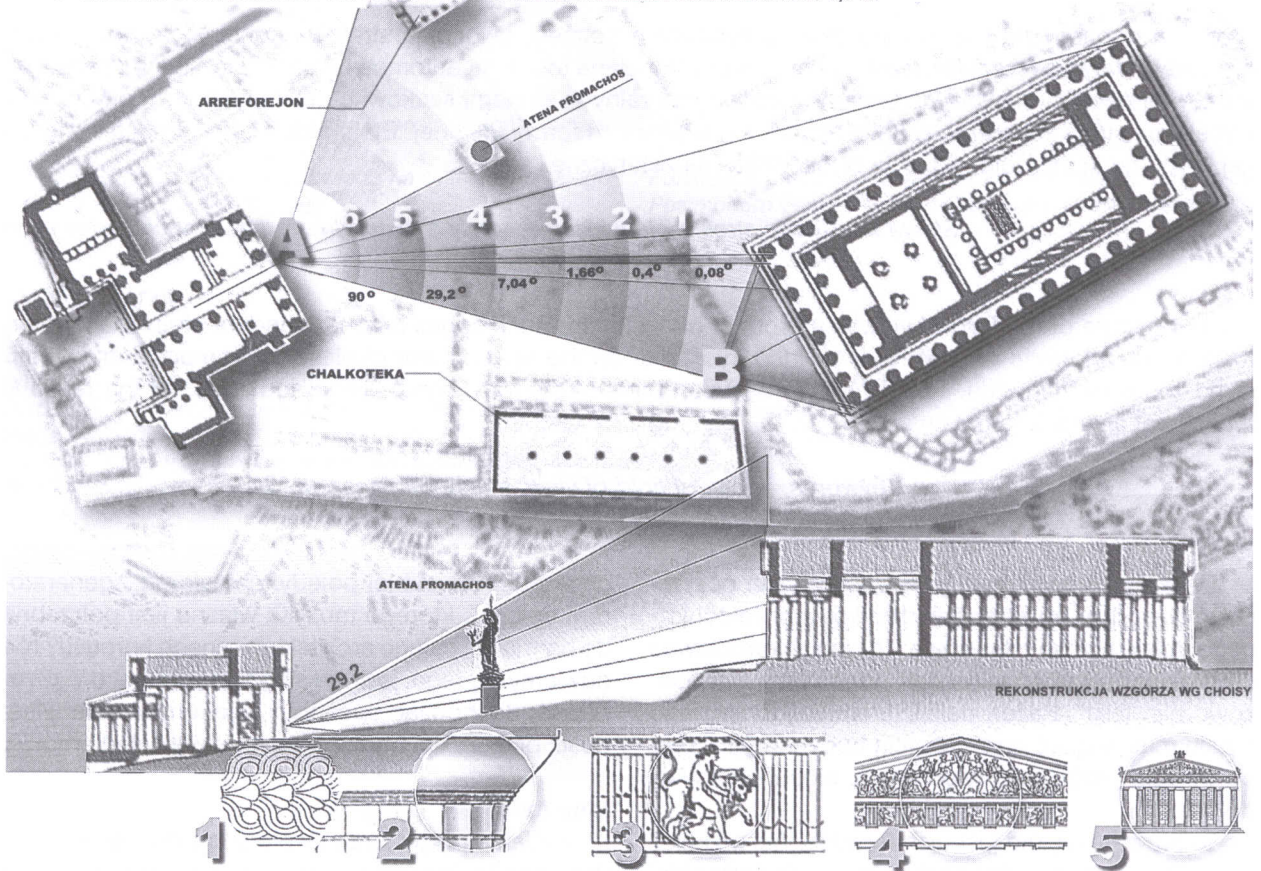 ARREFOREJON
ATENA PROMACHOS
A
6 5 4 3 2 1
90° 29,2° 7,04° 1,66° 0,4° 0,08°
B
CHALKOTEKA
ATENA PROMACHOS
29,2
REKONSTRUKCJA WZGÓRZA WG CHOISY
1 2 3 4 5